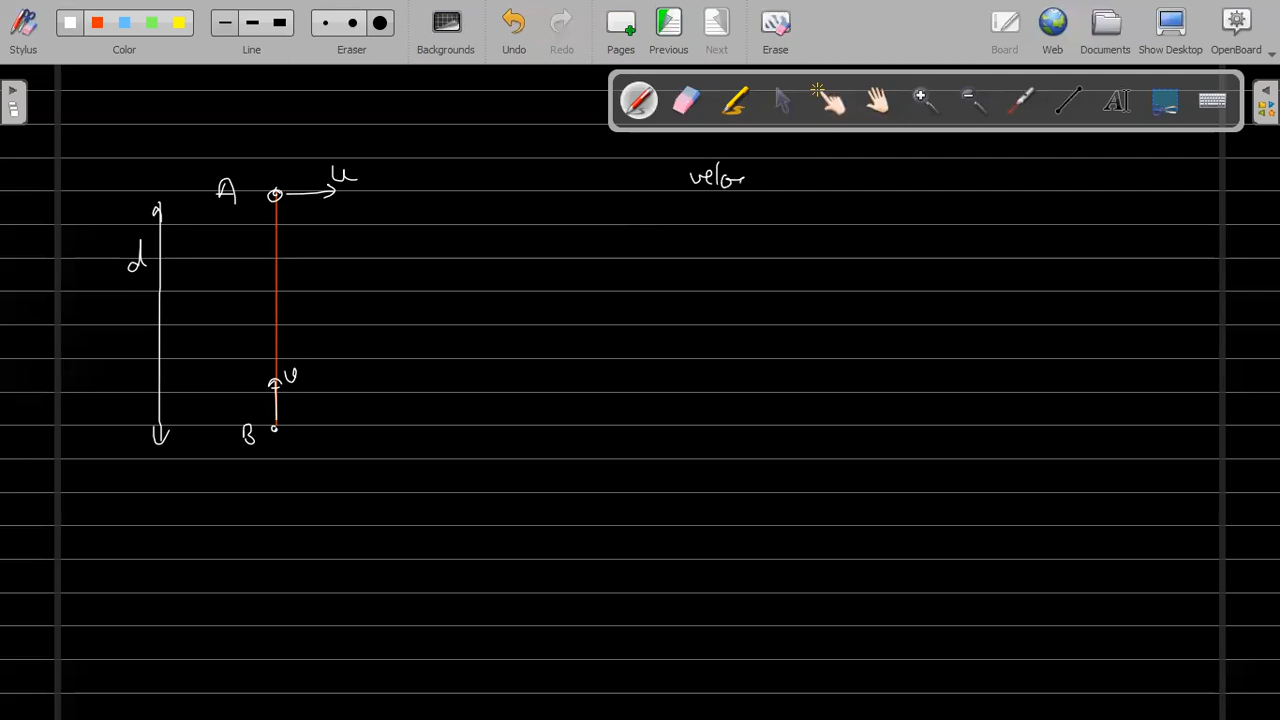 Stylus Color Line Eraser Backgrounds Undo Redo Pages Previous Next Erase Board Web Documents Show Desktop OpenBoard
A u
velo
d
v
B